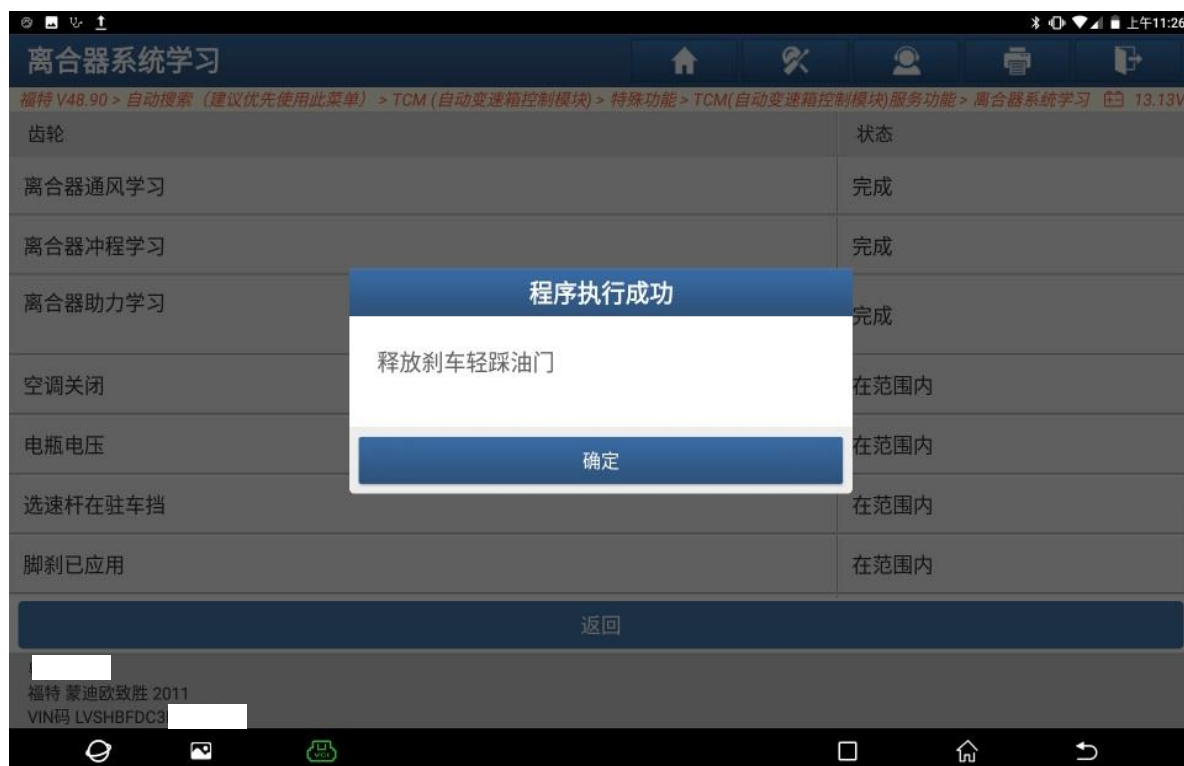 上午11:26
离合器系统学习
福特 V48.90 > 自动搜索（建议优先使用此菜单）> TCM (自动变速箱控制模块) > 特殊功能 > TCM(自动变速箱控制模块)服务功能 > 离合器系统学习 13.13V
齿轮 状态
离合器通风学习 完成
离合器冲程学习 完成
程序执行成功
离合器助力学习 完成
释放刹车轻踩油门
空调关闭 在范围内
电瓶电压 在范围内
确定
选速杆在驻车挡 在范围内
脚刹已应用 在范围内
返回
福特 蒙迪欧致胜 2011
VIN码 LVSHBFDC3
VCI